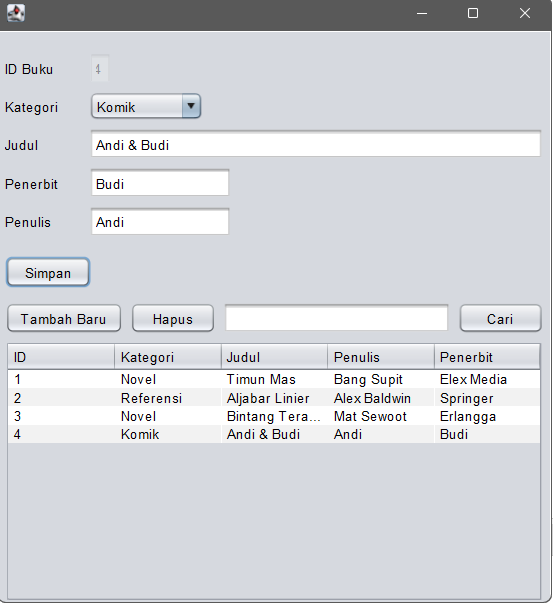 ID Buku 4
Kategori Komik
Judul Andi & Budi
Penerbit Budi
Penulis Andi
Simpan
Tambah Baru Hapus Cari
ID Kategori Judul Penulis Penerbit
1 Novel Timun Mas Bang Supit Elex Media
2 Referensi Aljabar Linier Alex Baldwin Springer
3 Novel Bintang Tera... Mat Sewoot Erlangga
4 Komik Andi & Budi Andi Budi